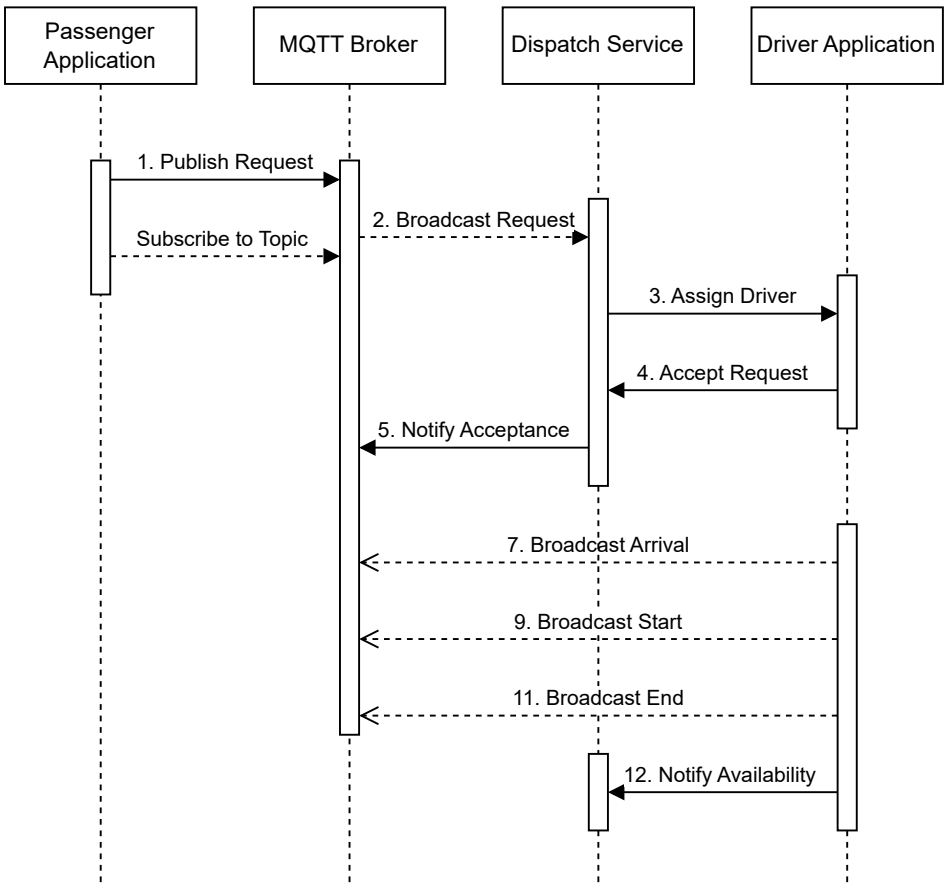 Passenger
Application
MQTT Broker
Dispatch Service
Driver Application
1. Publish Request
2. Broadcast Request
Subscribe to Topic
3. Assign Driver
4. Accept Request
5. Notify Acceptance
7. Broadcast Arrival
9. Broadcast Start
11. Broadcast End
12. Notify Availability